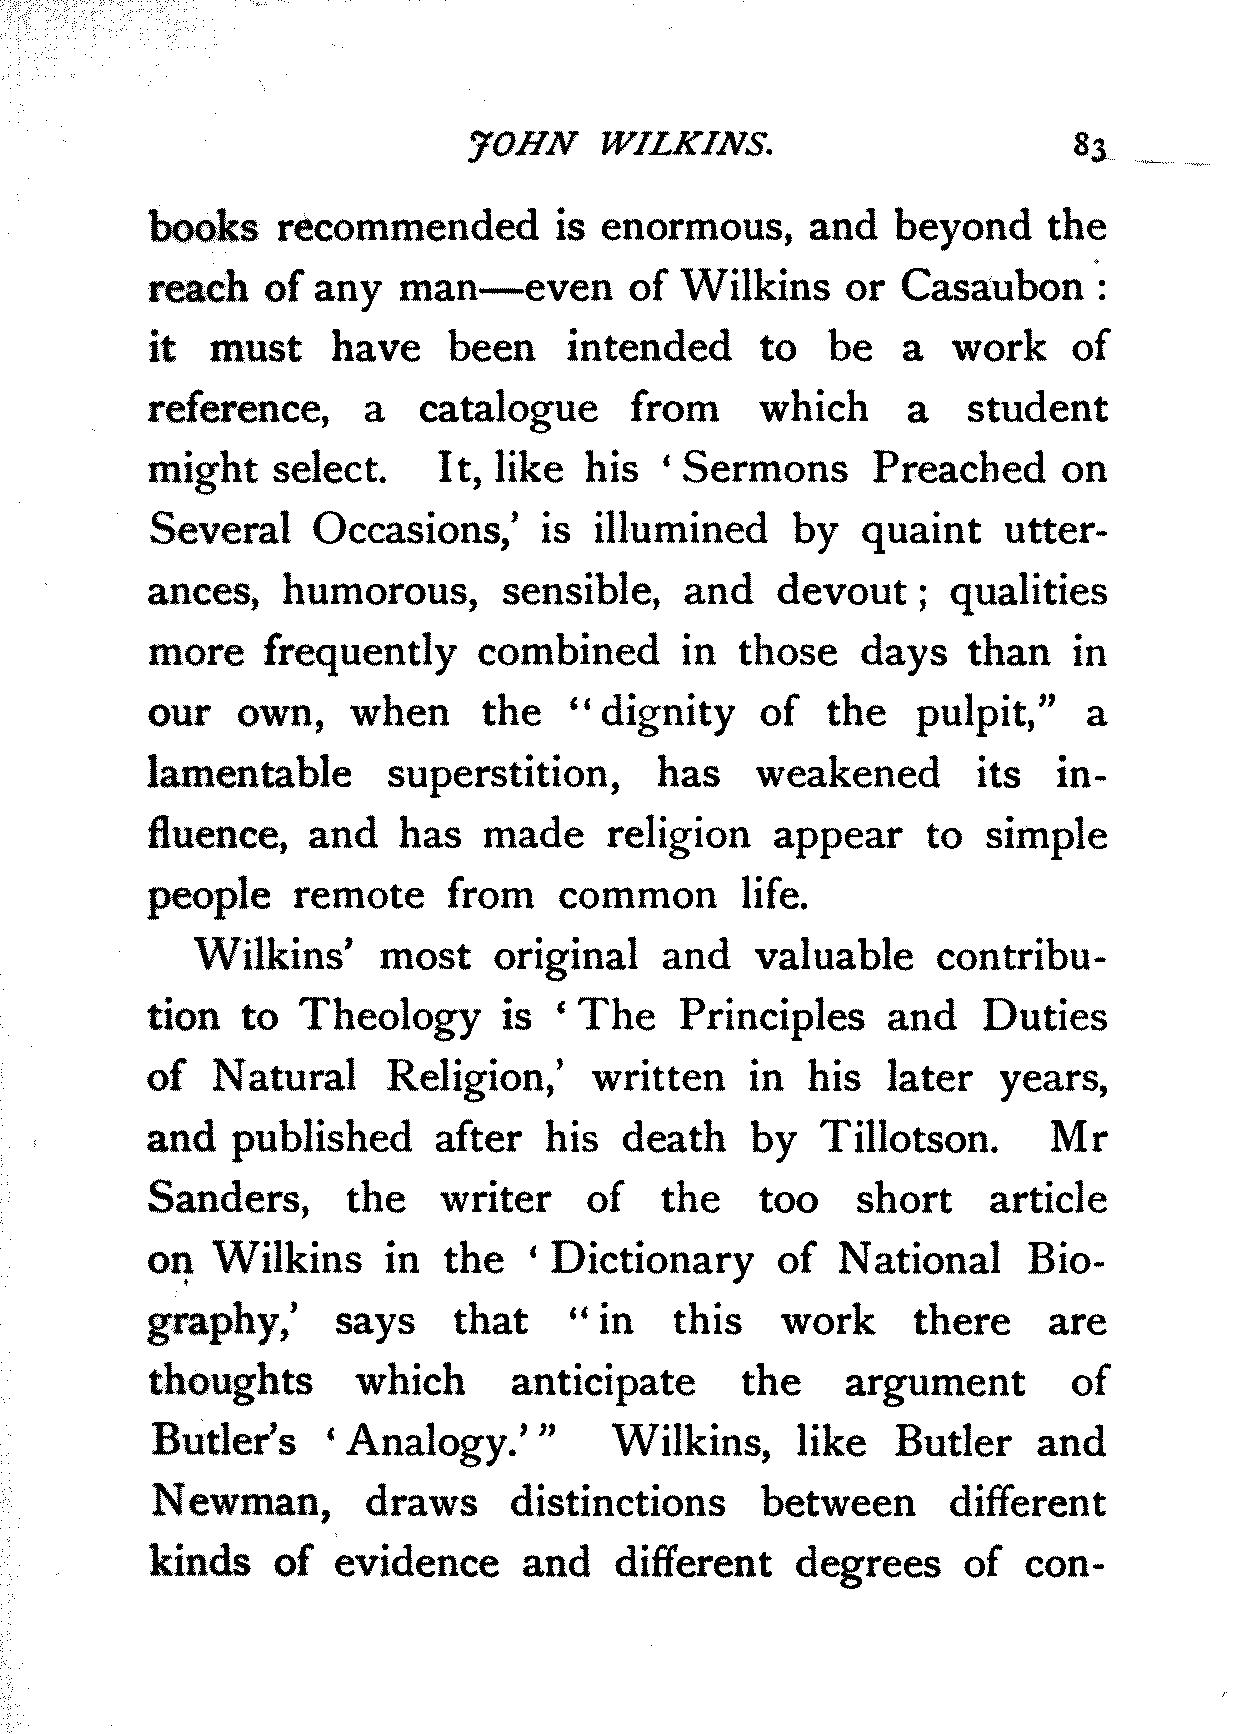 JOHN WILKINS. 83
books recommended is enormous, and beyond the
reach of any man—even of Wilkins or Casaubon :
it must have been intended to be a work of
reference, a catalogue from which a student
might select. It, like his ‘ Sermons Preached on
Several Occasions,’ is illumined by quaint utter-
ances, humorous, sensible, and devout ; qualities
more frequently combined in those days than in
our own, when the “ dignity of the pulpit,” a
lamentable superstition, has weakened its in-
fluence, and has made religion appear to simple
people remote from common life.
Wilkins’ most original and valuable contribu-
tion to Theology is ‘ The Principles and Duties
of Natural Religion,’ written in his later years,
and published after his death by Tillotson. Mr
Sanders, the writer of the too short article
on Wilkins in the ‘ Dictionary of National Bio-
graphy,’ says that “ in this work there are
thoughts which anticipate the argument of
Butler’s ‘ Analogy.’ ” Wilkins, like Butler and
Newman, draws distinctions between different
kinds of evidence and different degrees of con-